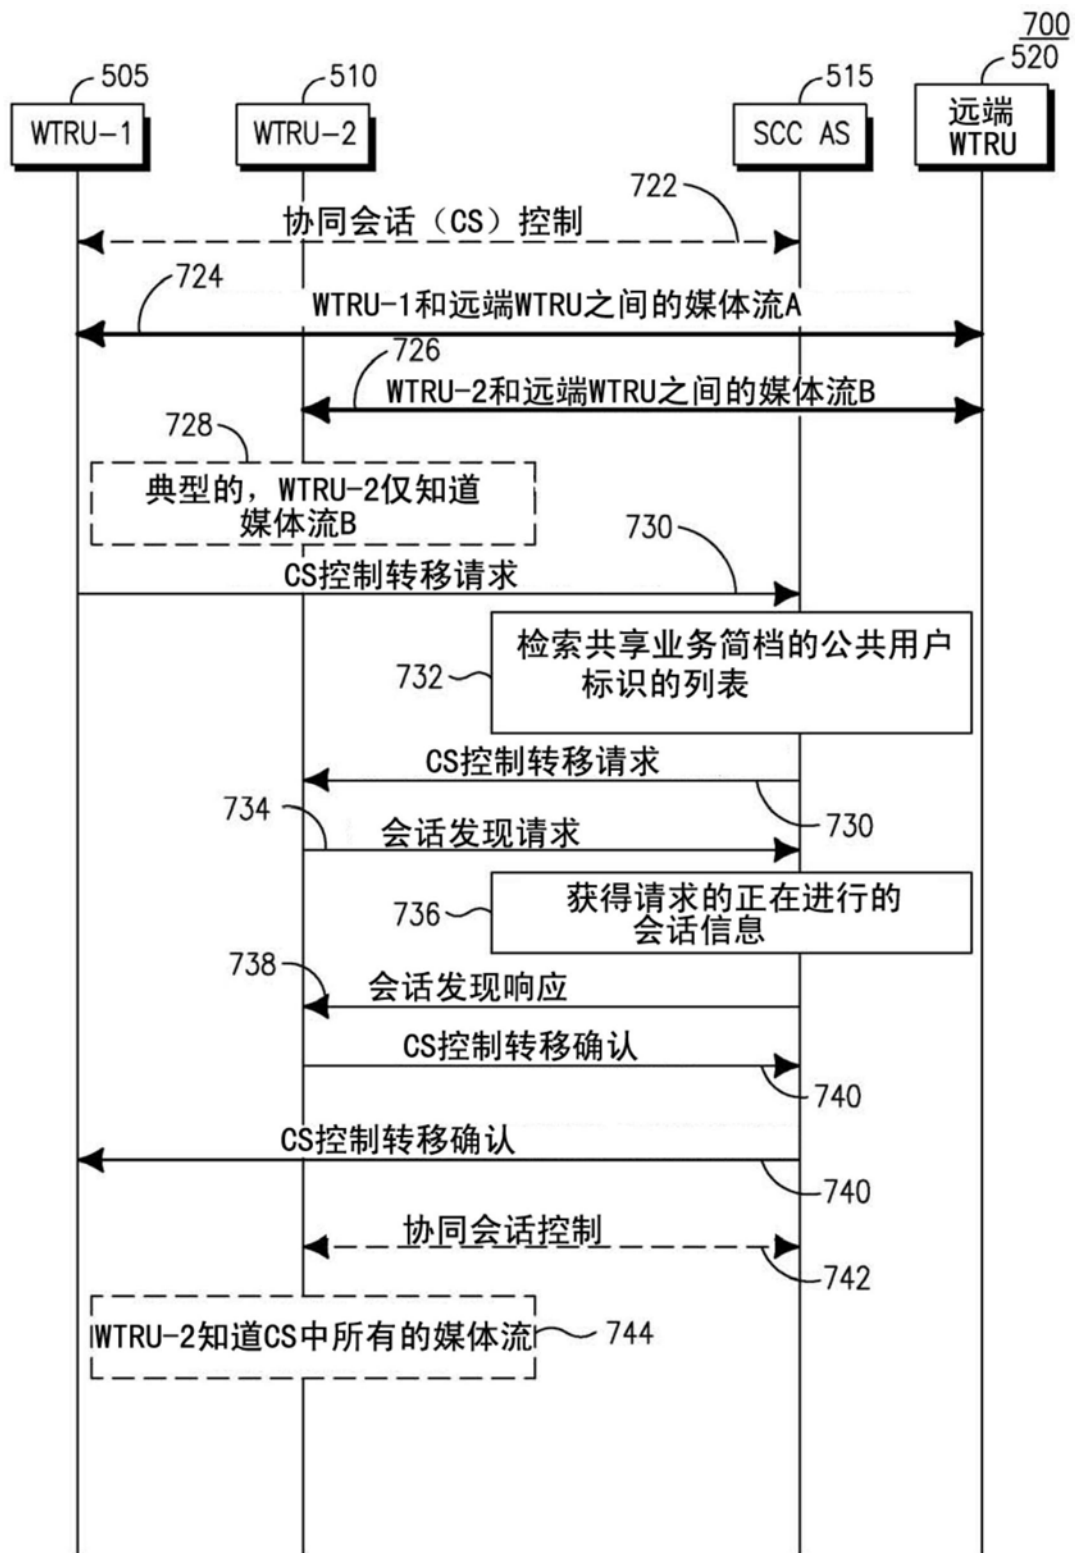 700
505
510
515
520
WTRU-1
WTRU-2
SCC AS
远端
WTRU
722
协同会话（CS）控制
724
WTRU-1和远端WTRU之间的媒体流A
726
WTRU-2和远端WTRU之间的媒体流B
728
典型的，WTRU-2仅知道
媒体流B
730
CS控制转移请求
检索共享业务简档的公共用户
标识的列表
732
CS控制转移请求
730
734
会话发现请求
获得请求的正在进行的
会话信息
736
738
会话发现响应
CS控制转移确认
740
CS控制转移确认
740
协同会话控制
742
WTRU-2知道CS中所有的媒体流
744